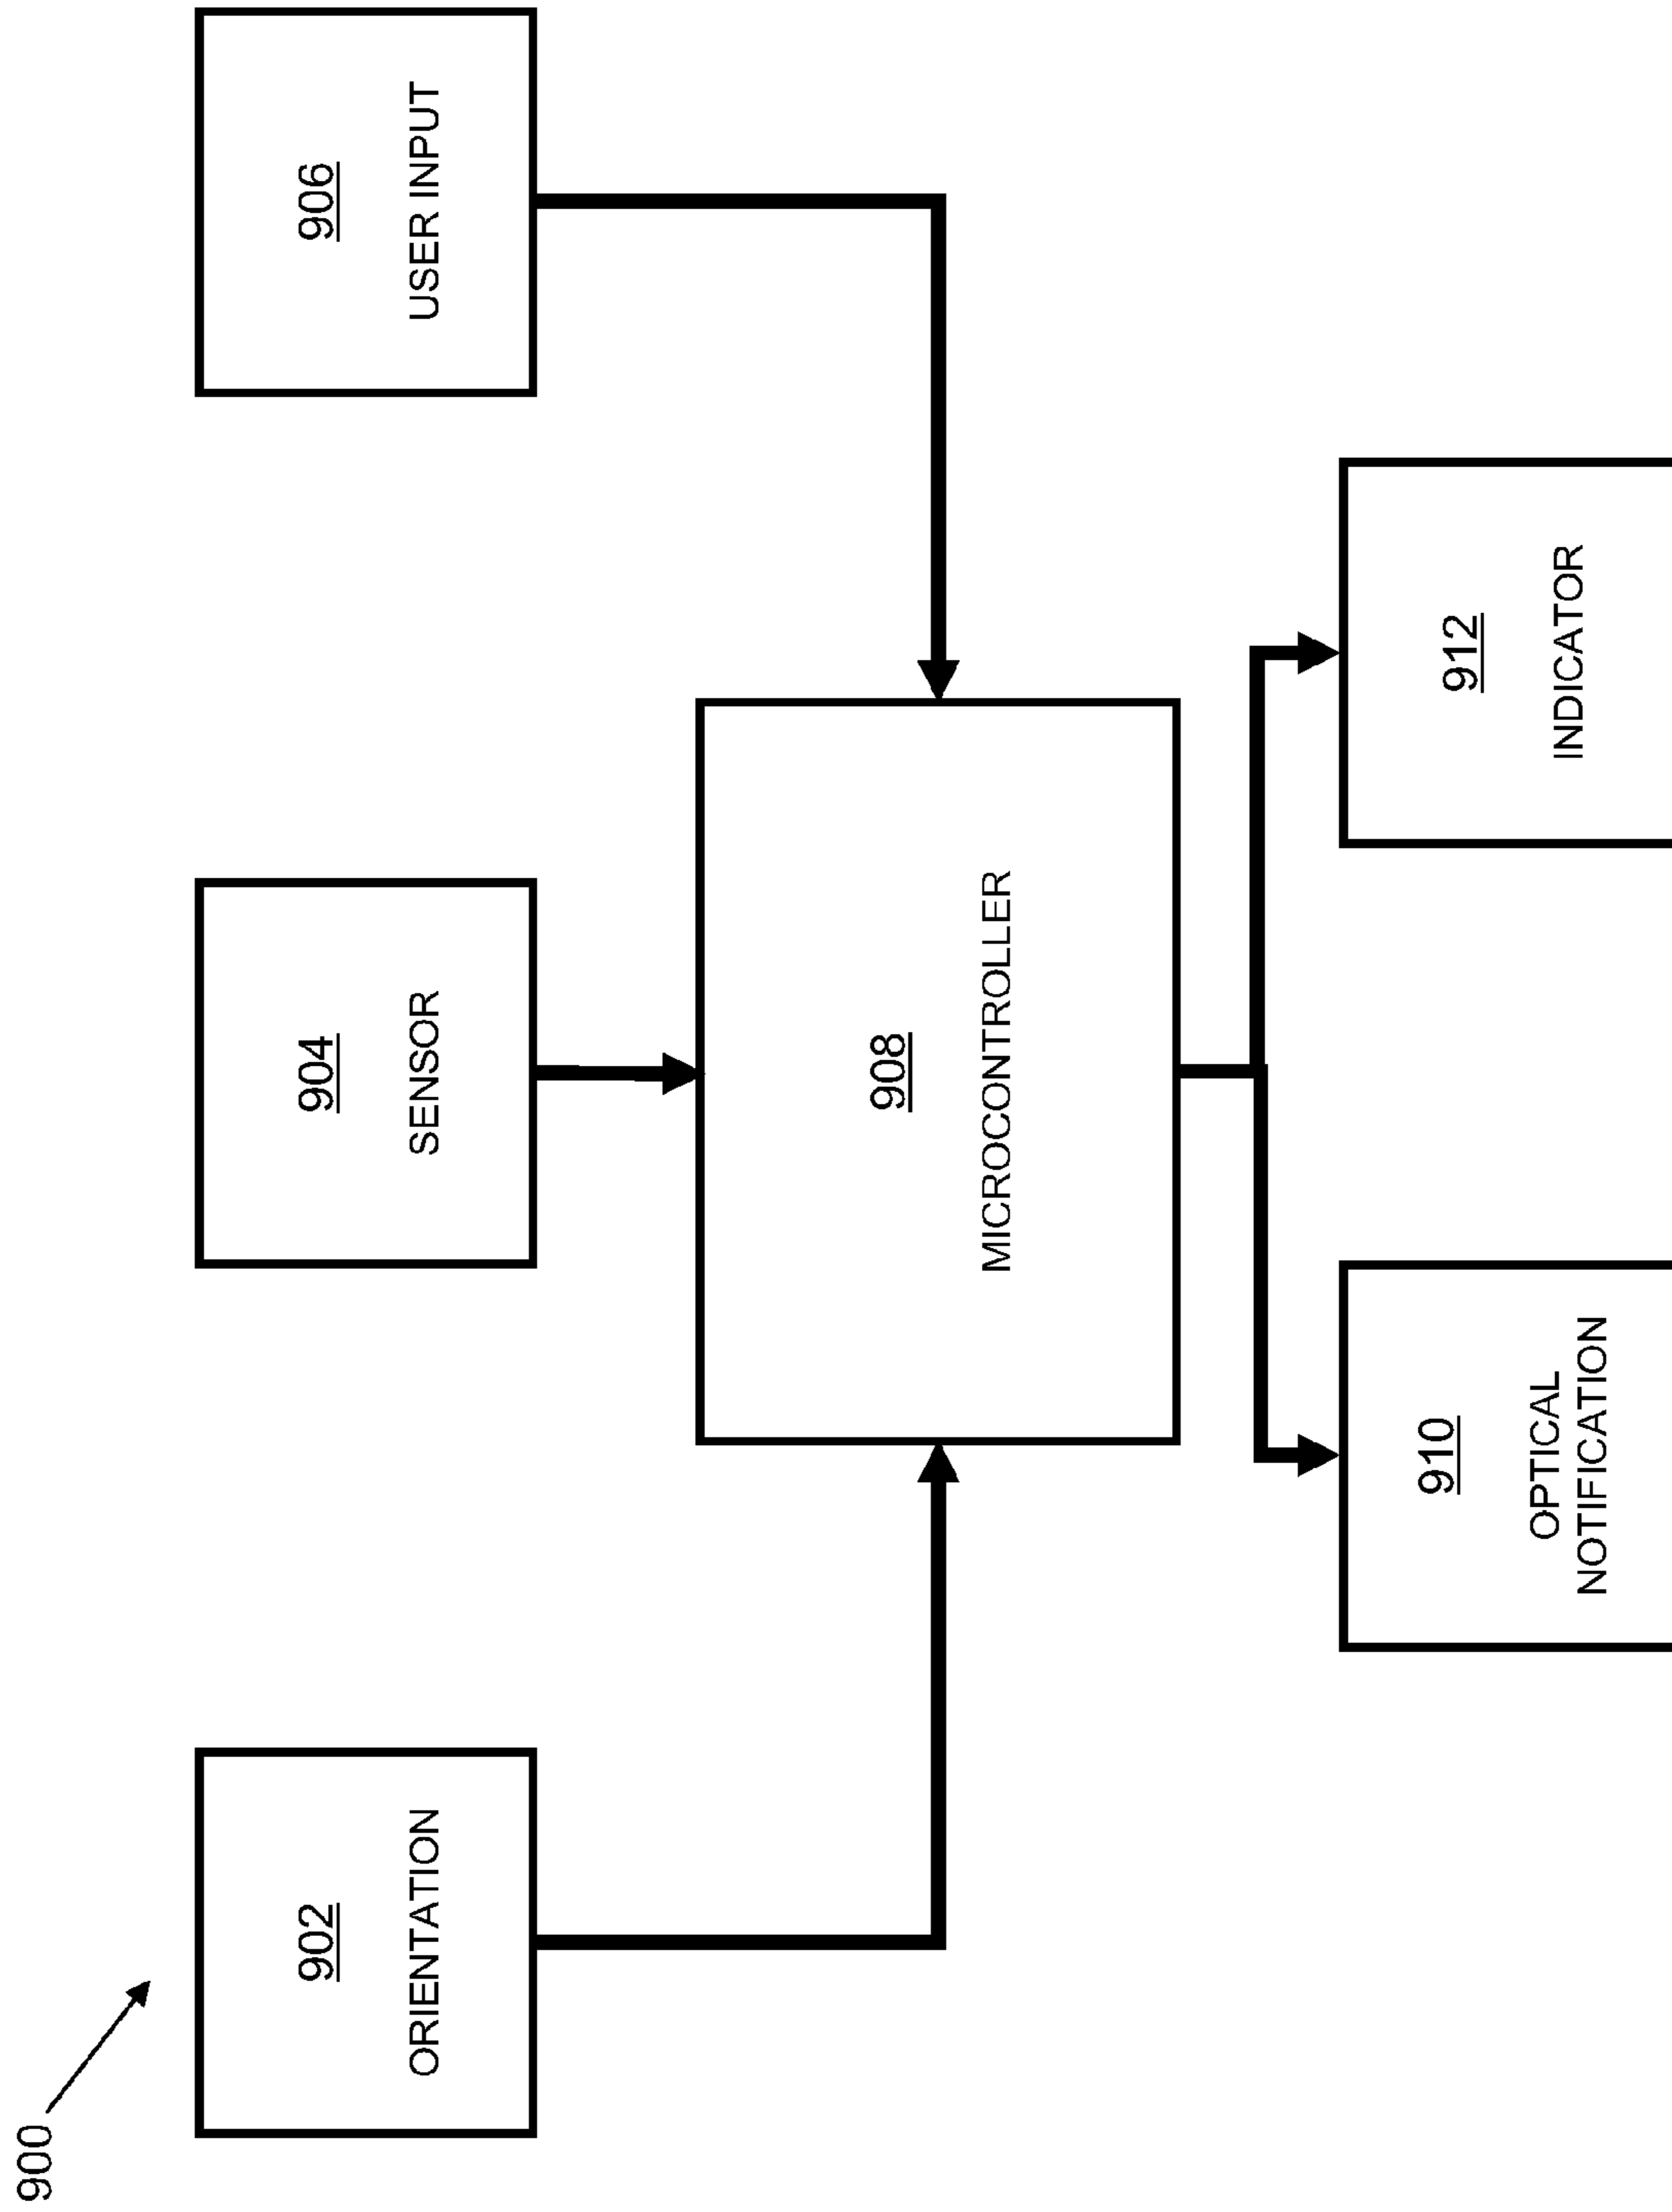 900
902
ORIENTATION
904
SENSOR
906
USER INPUT
908
MICROCONTROLLER
910
OPTICAL
NOTIFICATION
912
INDICATOR